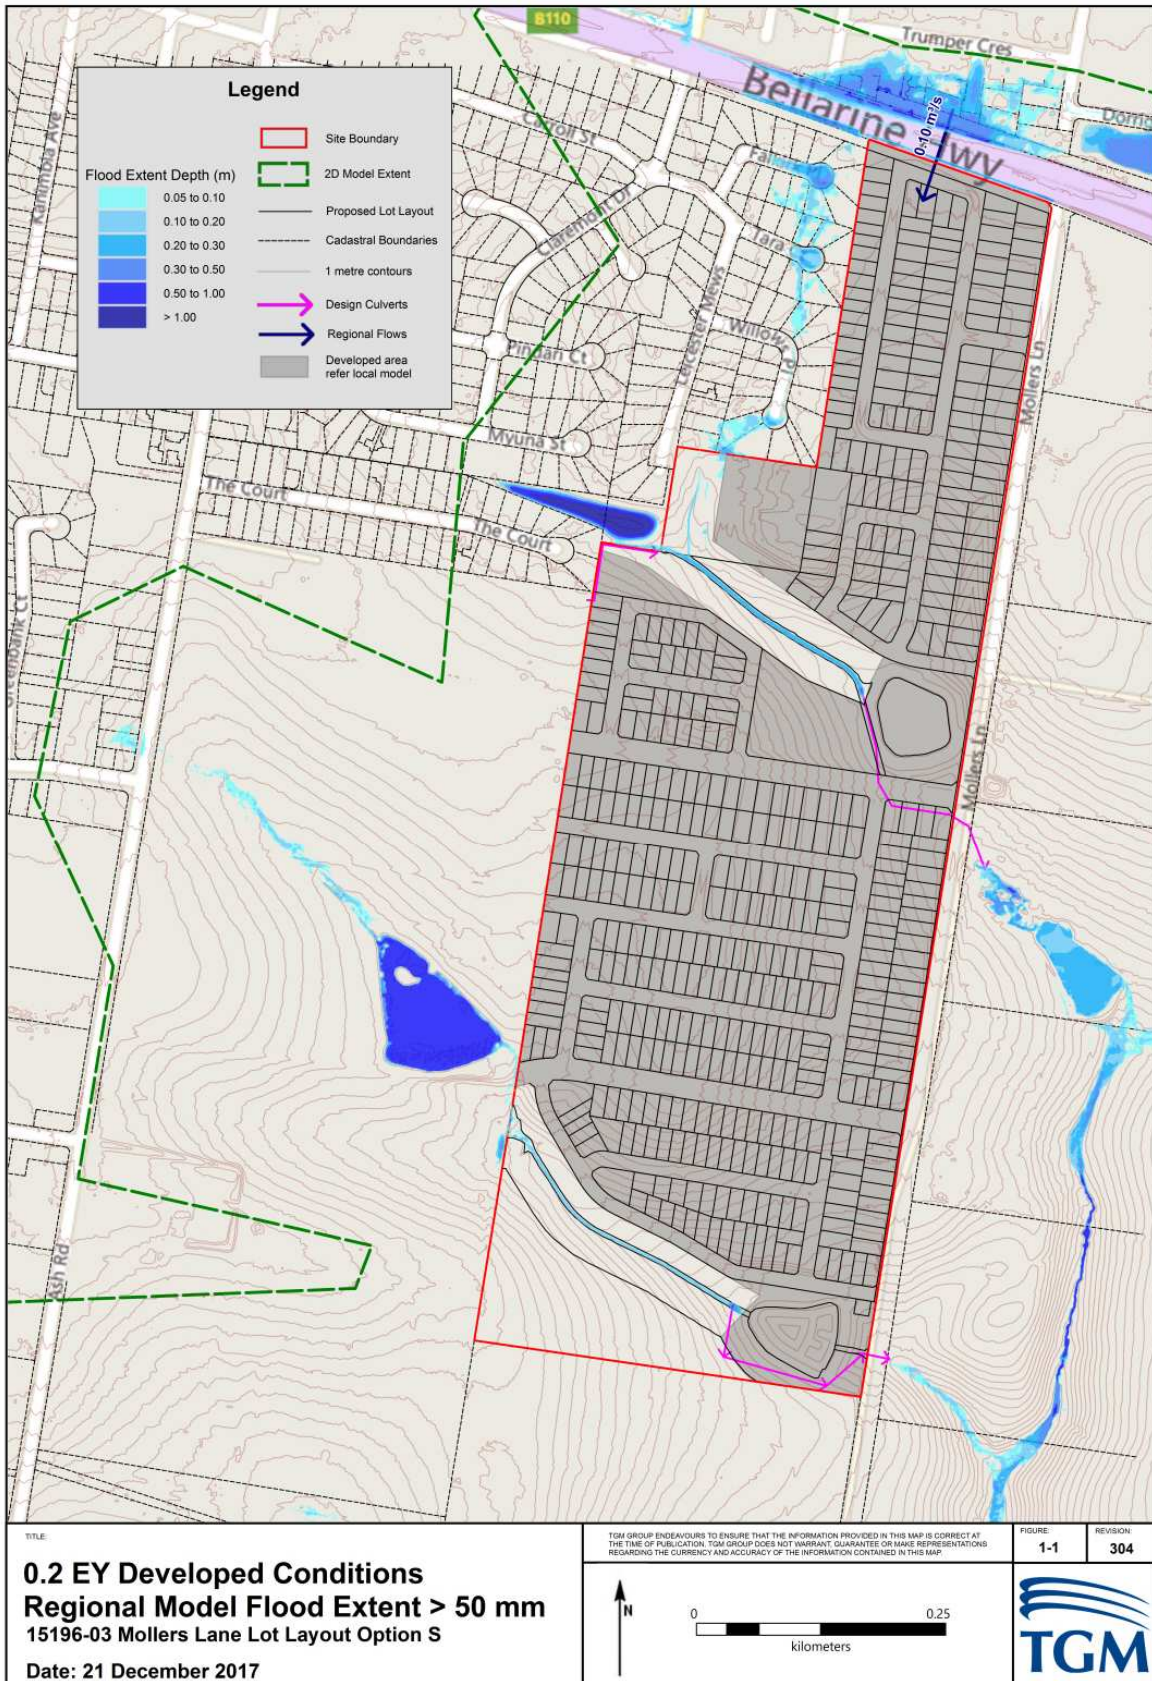 B110
Trumper Cres
Bellarine Hwy
0.10 m³/s
Kanimbla Ave
Carroll St
Claremont Dr
Tara
Leicester Mews
Willow
Pl
Pindari Ct
Myuna St
The Court
The Court
Greenbank Ct
Mollers Ln
Mollers Ln
Ash Rd
Legend
Site Boundary
2D Model Extent
Proposed Lot Layout
Cadastral Boundaries
1 metre contours
Design Culverts
Regional Flows
Developed area
refer local model
Flood Extent Depth (m)
0.05 to 0.10
0.10 to 0.20
0.20 to 0.30
0.30 to 0.50
0.50 to 1.00
> 1.00
TITLE:
0.2 EY Developed Conditions
Regional Model Flood Extent > 50 mm
15196-03 Mollers Lane Lot Layout Option S
Date: 21 December 2017
TGM GROUP ENDEAVOURS TO ENSURE THAT THE INFORMATION PROVIDED IN THIS MAP IS CORRECT AT
THE TIME OF PUBLICATION. TGM GROUP DOES NOT WARRANT, GUARANTEE OR MAKE REPRESENTATIONS
REGARDING THE CURRENCY AND ACCURACY OF THE INFORMATION CONTAINED IN THIS MAP.
N
0
0.25
kilometers
FIGURE:
1-1
REVISION:
304
TGM